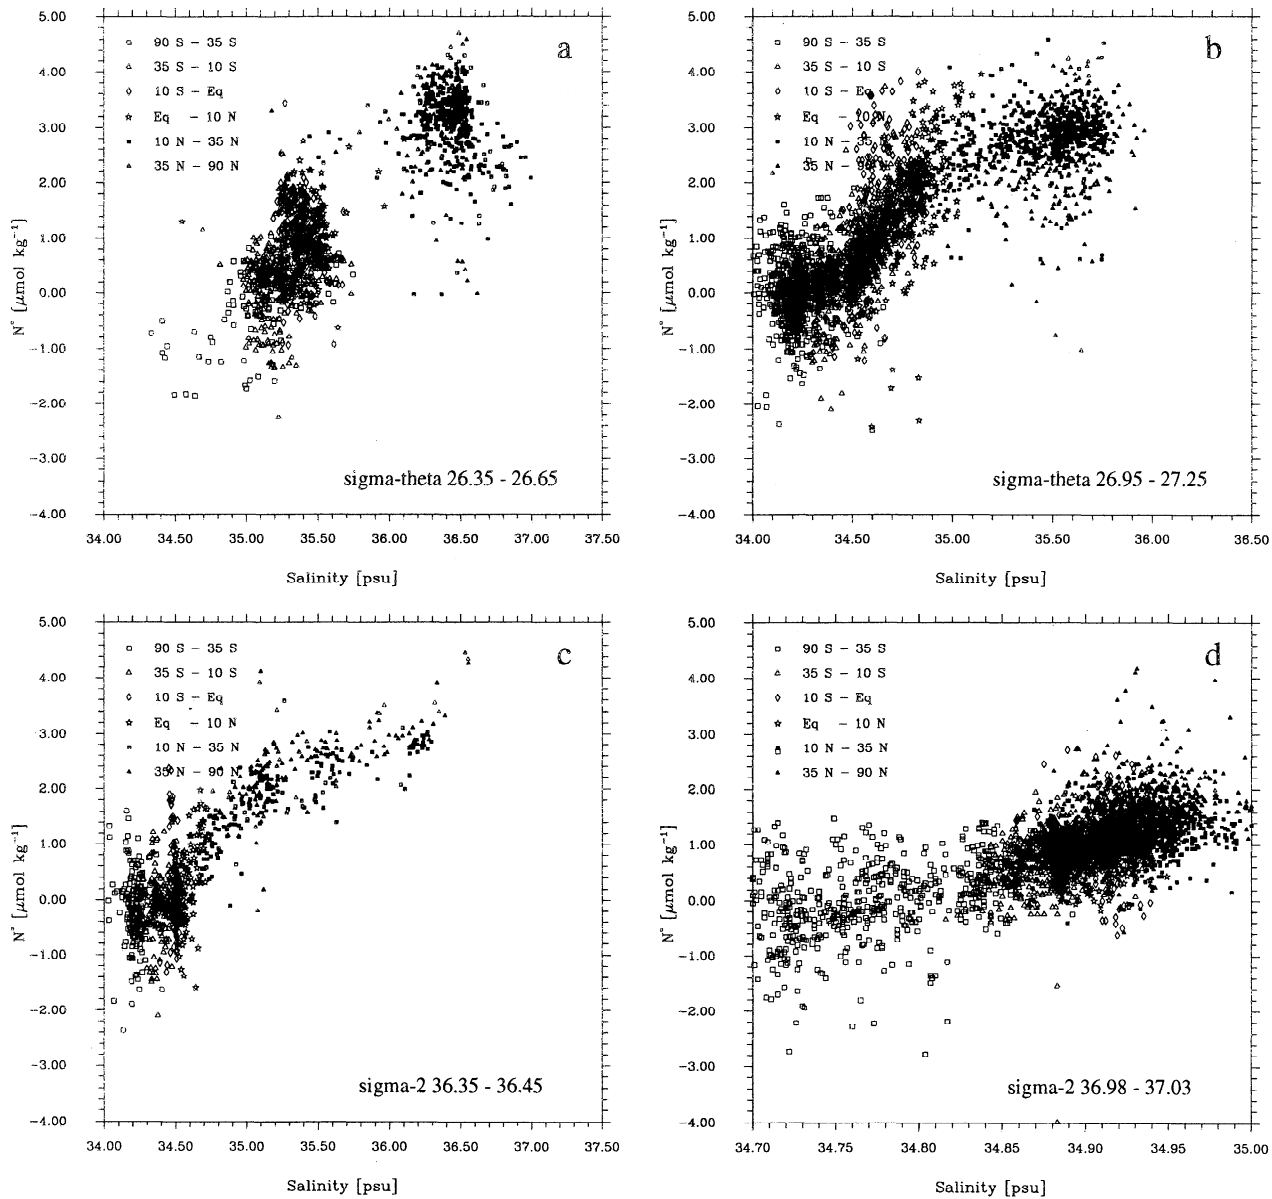 a
5.00
4.00
3.00
2.00
1.00
0.00
−1.00
−2.00
−3.00
−4.00
N* [μmol kg⁻¹]
90 S − 35 S
35 S − 10 S
10 S − Eq
Eq − 10 N
10 N − 35 N
35 N − 90 N
sigma-theta 26.35 - 26.65
34.00 34.50 35.00 35.50 36.00 36.50 37.00 37.50
Salinity [psu]
b
5.00
4.00
3.00
2.00
1.00
0.00
−1.00
−2.00
−3.00
−4.00
N* [μmol kg⁻¹]
90 S − 35 S
35 S − 10 S
10 S − Eq
Eq − 10 N
10 N − 35
35 N − 90
sigma-theta 26.95 - 27.25
34.00 34.50 35.00 35.50 36.00 36.50
Salinity [psu]
c
5.00
4.00
3.00
2.00
1.00
0.00
−1.00
−2.00
−3.00
−4.00
N* [μmol kg⁻¹]
90 S − 35 S
35 S − 10 S
10 S − Eq
Eq − 10 N
10 N − 35 N
35 N − 90 N
sigma-2 36.35 - 36.45
34.00 34.50 35.00 35.50 36.00 36.50 37.00 37.50
Salinity [psu]
d
5.00
4.00
3.00
2.00
1.00
0.00
−1.00
−2.00
−3.00
−4.00
N* [μmol kg⁻¹]
90 S − 35 S
35 S − 10 S
10 S − Eq
Eq − 10 N
10 N − 35 N
35 N − 90 N
sigma-2 36.98 - 37.03
34.70 34.75 34.80 34.85 34.90 34.95 35.00
Salinity [psu]